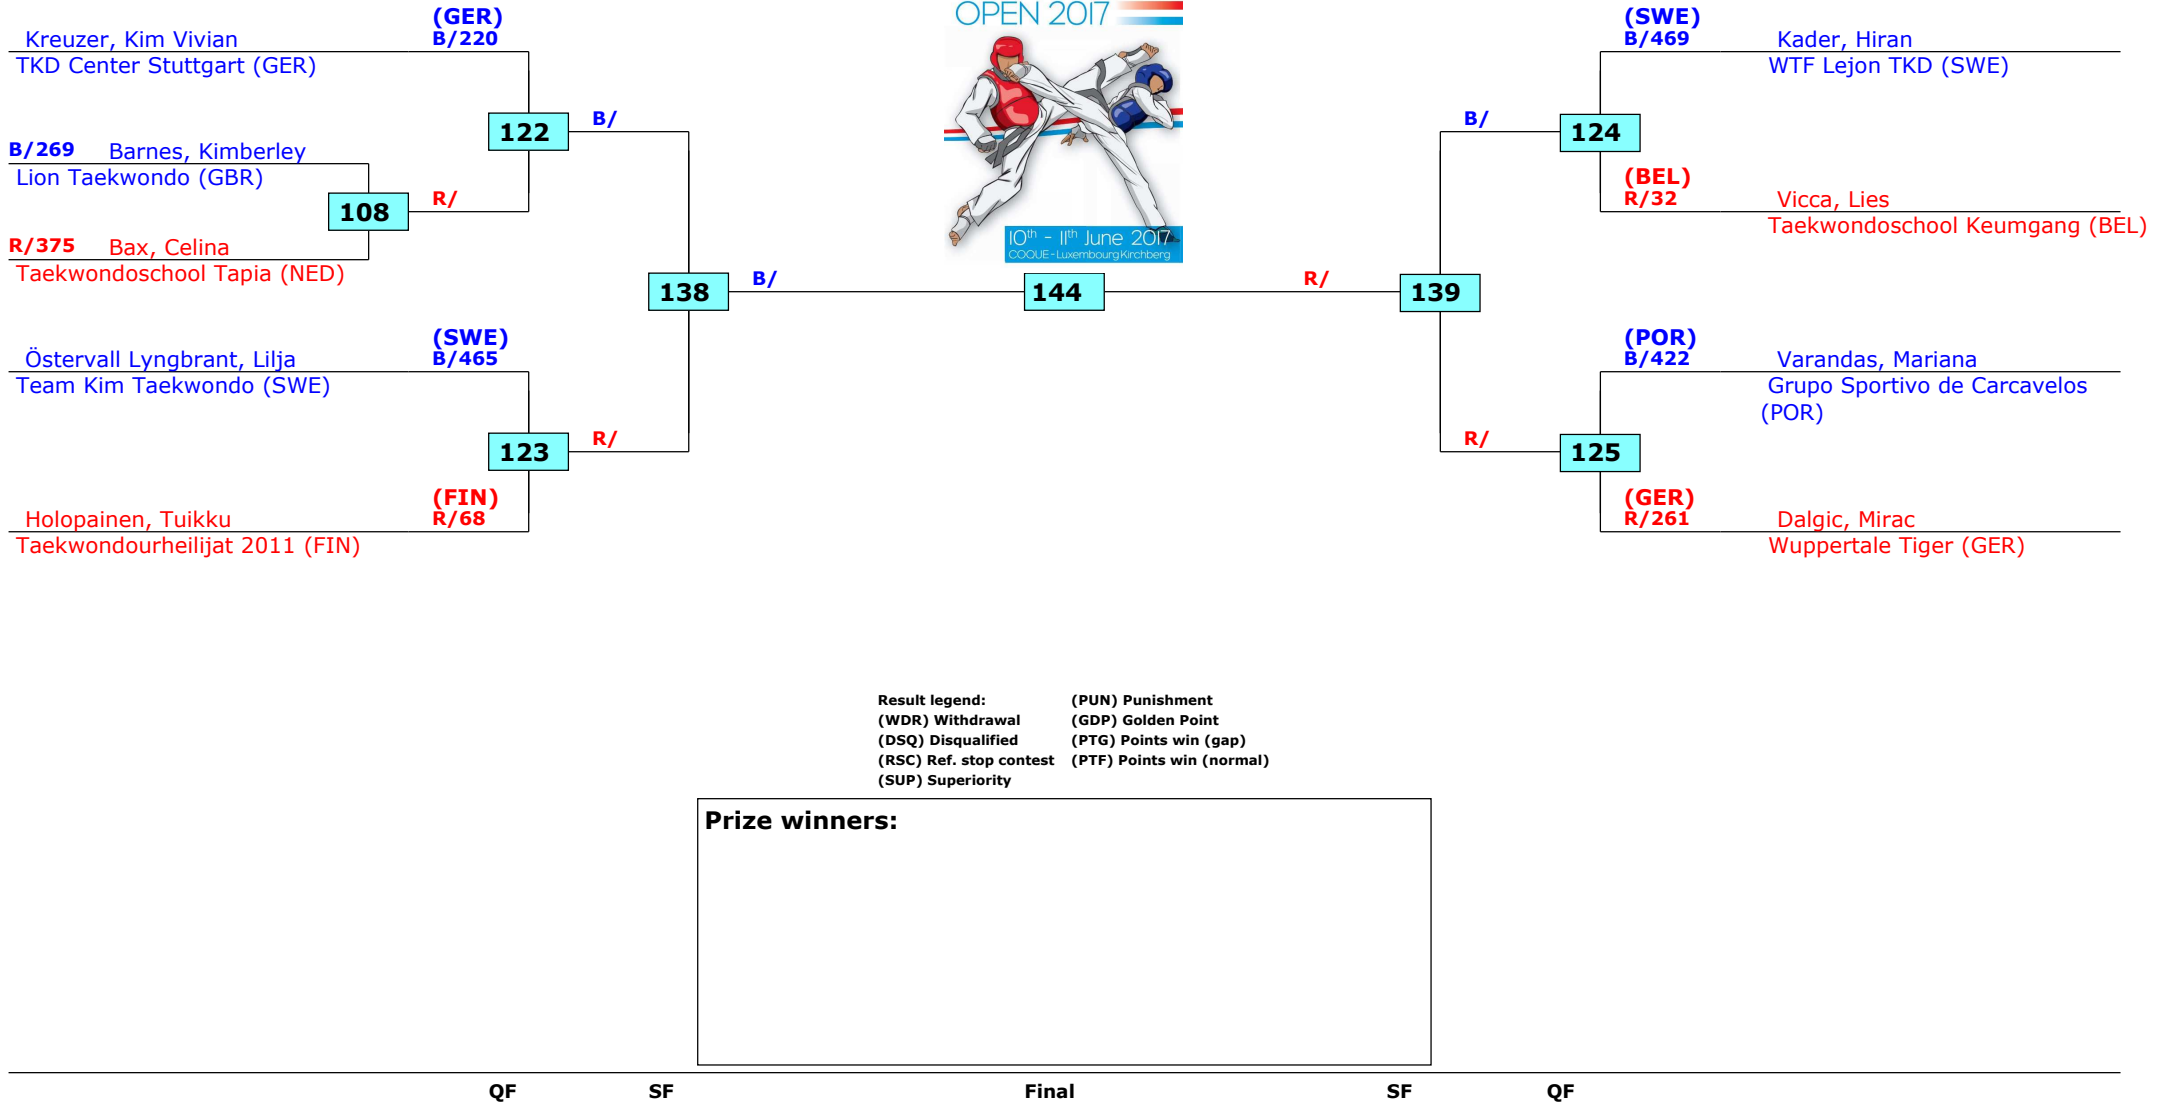 OPEN 2017
(GER)
Kreuzer, Kim Vivian B/220
TKD Center Stuttgart (GER)
122
B/
B/269 Barnes, Kimberley
Lion Taekwondo (GBR)
108
R/
R/375 Bax, Celina
Taekwondoschool Tapia (NED)
138
B/
(SWE)
Östervall Lyngbrant, Lilja B/465
Team Kim Taekwondo (SWE)
123
R/
(FIN)
Holopainen, Tuikku R/68
Taekwondourheilijat 2011 (FIN)
10th - 11th June 2017
COQUE - Luxembourg Kirchberg
144
(SWE)
B/469 Kader, Hiran
WTF Lejon TKD (SWE)
B/
124
(BEL)
R/32 Vicca, Lies
Taekwondoschool Keumgang (BEL)
R/
139
(POR)
B/422 Varandas, Mariana
Grupo Sportivo de Carcavelos
(POR)
R/
125
(GER)
R/261 Dalgic, Mirac
Wuppertale Tiger (GER)
Result legend: (PUN) Punishment
(WDR) Withdrawal (GDP) Golden Point
(DSQ) Disqualified (PTG) Points win (gap)
(RSC) Ref. stop contest (PTF) Points win (normal)
(SUP) Superiority
Prize winners:
QF SF Final SF QF